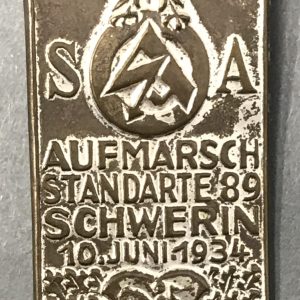 S A
AUFMARSCH
STANDARTE 89
SCHWERIN
10. JUNI·1934